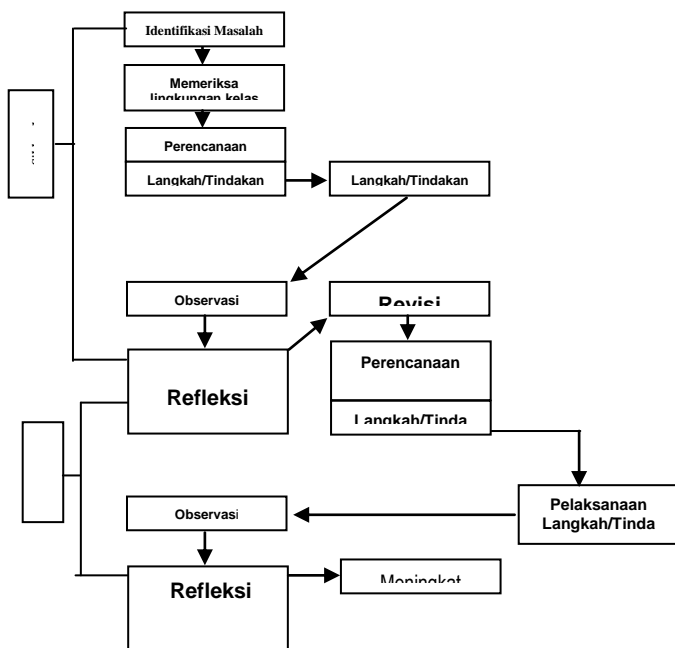 Identifikasi Masalah
Memeriksa
lingkungan kelas
Perencanaan
Langkah/Tindakan
Langkah/Tindakan
Observasi
Revisi
Refleksi
Perencanaan
Langkah/Tinda
Observasi
Pelaksanaan
Langkah/Tinda
Refleksi
Meningkat